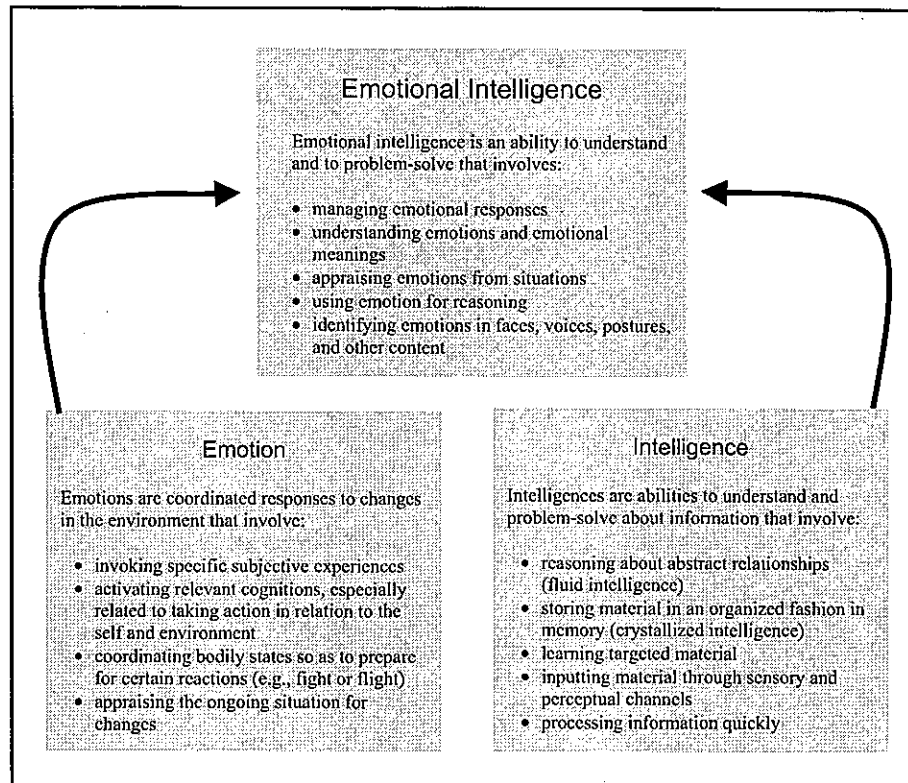 Emotional Intelligence
Emotional intelligence is an ability to understand
and to problem-solve that involves:
• managing emotional responses
• understanding emotions and emotional
meanings
• appraising emotions from situations
• using emotion for reasoning
• identifying emotions in faces, voices, postures,
and other content
Emotion
Emotions are coordinated responses to changes
in the environment that involve:
• invoking specific subjective experiences
• activating relevant cognitions, especially
related to taking action in relation to the
self and environment
• coordinating bodily states so as to prepare
for certain reactions (e.g., fight or flight)
• appraising the ongoing situation for
changes
Intelligence
Intelligences are abilities to understand and
problem-solve about information that involve:
• reasoning about abstract relationships
(fluid intelligence)
• storing material in an organized fashion in
memory (crystallized intelligence)
• learning targeted material
• inputting material through sensory and
perceptual channels
• processing information quickly